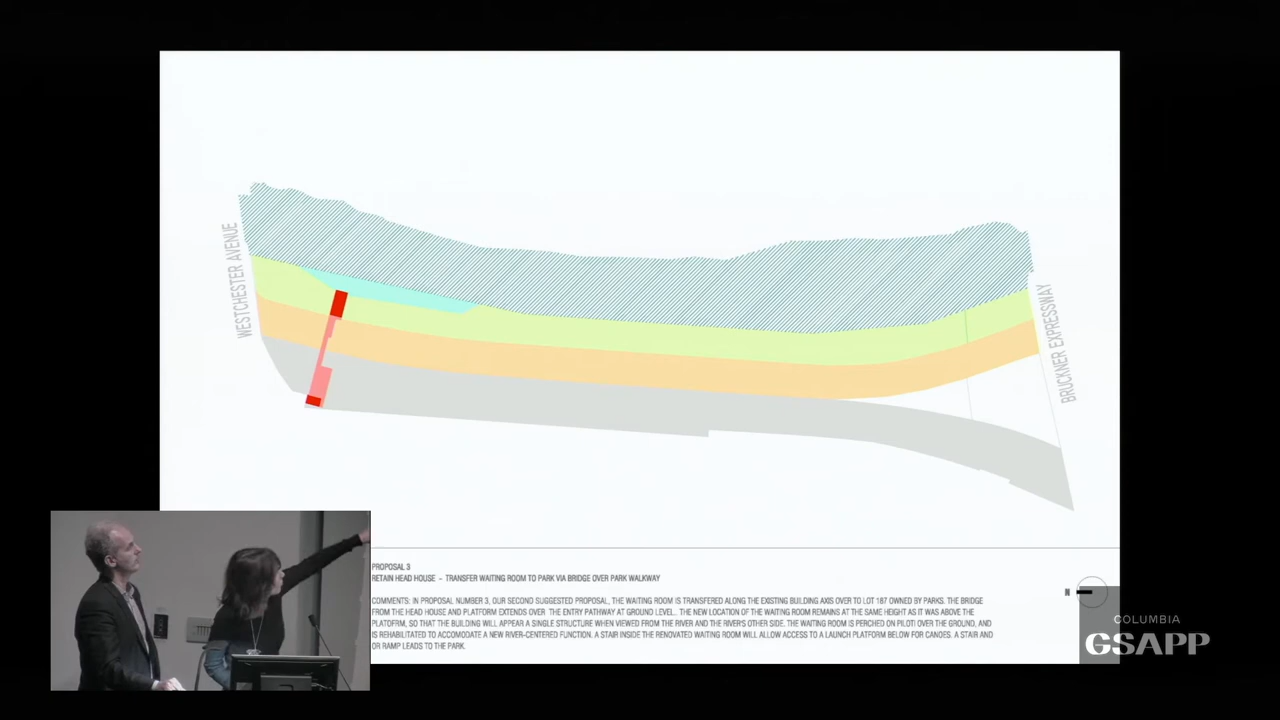 WESTCHESTER AVENUE
BRUCKNER EXPRESSWAY
PROPOSAL 3
RETAIN HEAD HOUSE - TRANSFER WAITING ROOM TO PARK VIA BRIDGE OVER PARK WALKWAY
COMMENTS: IN PROPOSAL NUMBER 3, OUR SECOND SUGGESTED PROPOSAL, THE WAITING ROOM IS TRANSFERED ALONG THE EXISTING BUILDING AXIS OVER TO LOT 187 OWNED BY PARKS. THE BRIDGE
FROM THE HEAD HOUSE AND PLATFORM EXTENDS OVER THE ENTRY PATHWAY AT GROUND LEVEL. THE NEW LOCATION OF THE WAITING ROOM REMAINS AT THE SAME HEIGHT AS IT WAS ABOVE THE
PLATFORM, SO THAT THE BUILDING WILL APPEAR A SINGLE STRUCTURE WHEN VIEWED FROM THE RIVER AND THE RIVER'S OTHER SIDE. THE WAITING ROOM IS PERCHED ON PILOTI OVER THE GROUND, AND
IS REHABILITATED TO ACCOMODATE A NEW RIVER-CENTERED FUNCTION. A STAIR INSIDE THE RENOVATED WAITING ROOM WILL ALLOW ACCESS TO A LAUNCH PLATFORM BELOW FOR CANOES. A STAIR AND
OR RAMP LEADS TO THE PARK.
N
COLUMBIA
GSAPP